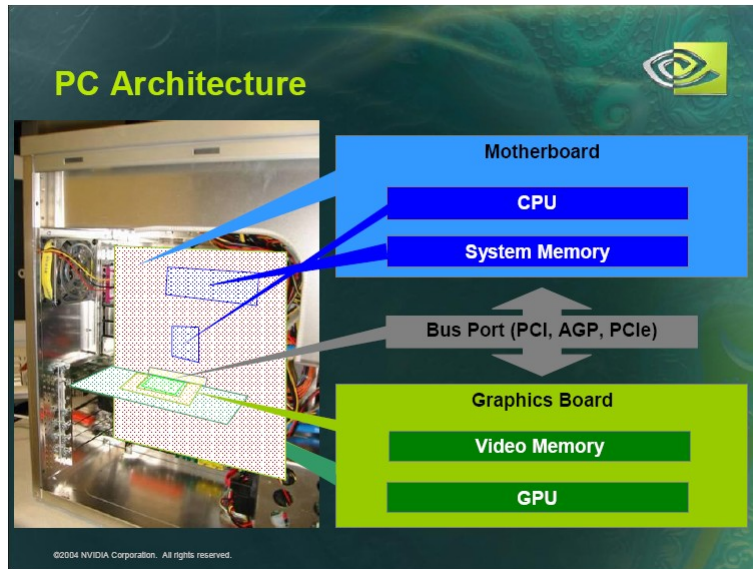 PC Architecture
Motherboard
CPU
System Memory
Bus Port (PCI, AGP, PCIe)
Graphics Board
Video Memory
GPU
©2004 NVIDIA Corporation. All rights reserved.